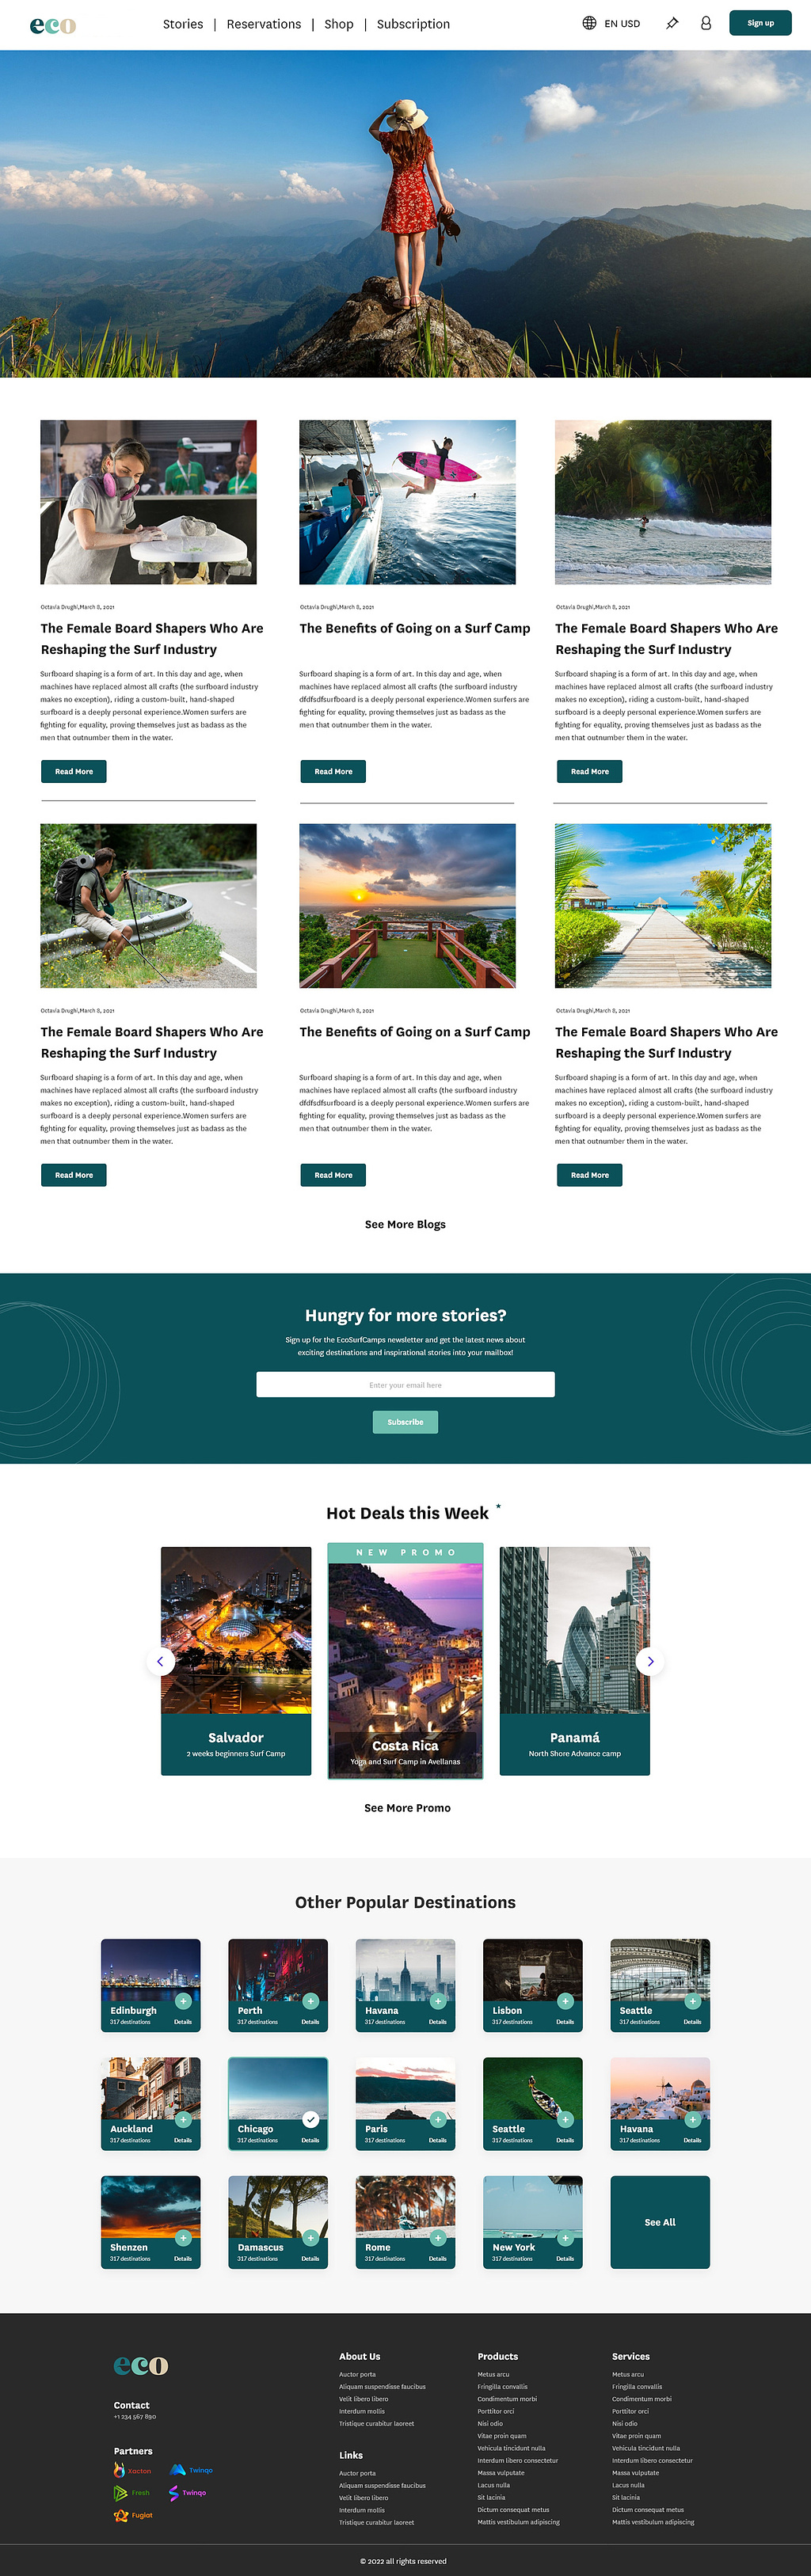 eco
Stories | Reservations | Shop | Subscription
EN USD
Sign up
Octavia Drughi,March 8, 2021
The Female Board Shapers Who Are
Reshaping the Surf Industry
Surfboard shaping is a form of art. In this day and age, when
machines have replaced almost all crafts (the surfboard industry
makes no exception), riding a custom-built, hand-shaped
surfboard is a deeply personal experience.Women surfers are
fighting for equality, proving themselves just as badass as the
men that outnumber them in the water.
Read More
Octavia Drughi,March 8, 2021
The Benefits of Going on a Surf Camp
Surfboard shaping is a form of art. In this day and age, when
machines have replaced almost all crafts (the surfboard industry
dfdfsdfsurfboard is a deeply personal experience.Women surfers are
fighting for equality, proving themselves just as badass as the
men that outnumber them in the water.
Read More
Octavia Drughi,March 8, 2021
The Female Board Shapers Who Are
Reshaping the Surf Industry
Surfboard shaping is a form of art. In this day and age, when
machines have replaced almost all crafts (the surfboard industry
makes no exception), riding a custom-built, hand-shaped
surfboard is a deeply personal experience.Women surfers are
fighting for equality, proving themselves just as badass as the
men that outnumber them in the water.
Read More
Octavia Drughi,March 8, 2021
The Female Board Shapers Who Are
Reshaping the Surf Industry
Surfboard shaping is a form of art. In this day and age, when
machines have replaced almost all crafts (the surfboard industry
makes no exception), riding a custom-built, hand-shaped
surfboard is a deeply personal experience.Women surfers are
fighting for equality, proving themselves just as badass as the
men that outnumber them in the water.
Read More
Octavia Drughi,March 8, 2021
The Benefits of Going on a Surf Camp
Surfboard shaping is a form of art. In this day and age, when
machines have replaced almost all crafts (the surfboard industry
dfdfsdfsurfboard is a deeply personal experience.Women surfers are
fighting for equality, proving themselves just as badass as the
men that outnumber them in the water.
Read More
Octavia Drughi,March 8, 2021
The Female Board Shapers Who Are
Reshaping the Surf Industry
Surfboard shaping is a form of art. In this day and age, when
machines have replaced almost all crafts (the surfboard industry
makes no exception), riding a custom-built, hand-shaped
surfboard is a deeply personal experience.Women surfers are
fighting for equality, proving themselves just as badass as the
men that outnumber them in the water.
Read More
See More Blogs
Hungry for more stories?
Sign up for the EcoSurfCamps newsletter and get the latest news about
exciting destinations and inspirational stories into your mailbox!
Enter your email here
Subscribe
Hot Deals this Week
Salvador
2 weeks beginners Surf Camp
NEW PROMO
Costa Rica
Yoga and Surf Camp in Avellanas
Panamá
North Shore Advance camp
See More Promo
Other Popular Destinations
Edinburgh
317 destinations Details
Perth
317 destinations Details
Havana
317 destinations Details
Lisbon
317 destinations Details
Seattle
317 destinations Details
Auckland
317 destinations Details
Chicago
317 destinations Details
Paris
317 destinations Details
Seattle
317 destinations Details
Havana
317 destinations Details
Shenzen
317 destinations Details
Damascus
317 destinations Details
Rome
317 destinations Details
New York
317 destinations Details
See All
eco
Contact
+1 234 567 890
Partners
Xacton
Twinqo
Fresh
Twinqo
Fugiat
About Us
Auctor porta
Aliquam suspendisse faucibus
Velit libero libero
Interdum mollis
Tristique curabitur laoreet
Links
Auctor porta
Aliquam suspendisse faucibus
Velit libero libero
Interdum mollis
Tristique curabitur laoreet
Products
Metus arcu
Fringilla convallis
Condimentum morbi
Porttitor orci
Nisi odio
Vitae proin quam
Vehicula tincidunt nulla
Interdum libero consectetur
Massa vulputate
Lacus nulla
Sit lacinia
Dictum consequat metus
Mattis vestibulum adipiscing
Services
Metus arcu
Fringilla convallis
Condimentum morbi
Porttitor orci
Nisi odio
Vitae proin quam
Vehicula tincidunt nulla
Interdum libero consectetur
Massa vulputate
Lacus nulla
Sit lacinia
Dictum consequat metus
Mattis vestibulum adipiscing
© 2022 all rights reserved